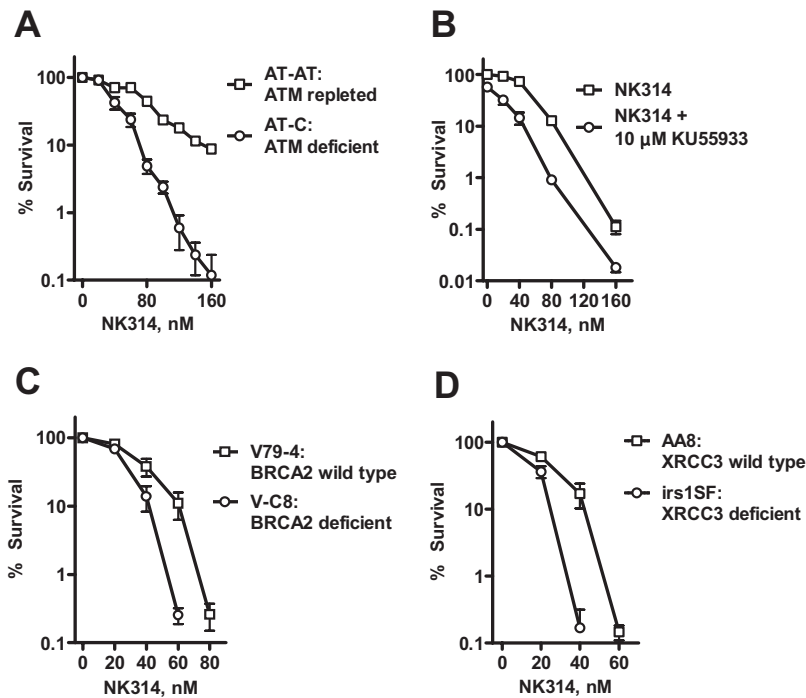 A
100
10
1
0.1
% Survival
0
80
160
NK314, nM
AT-AT:
ATM repleted
AT-C:
ATM deficient
B
100
10
1
0.1
0.01
% Survival
0
40
80
120
160
NK314, nM
NK314
NK314 +
10 µM KU55933
C
100
10
1
0.1
% Survival
0
20
40
60
80
NK314, nM
V79-4:
BRCA2 wild type
V-C8:
BRCA2 deficient
D
100
10
1
0.1
% Survival
0
20
40
60
NK314, nM
AA8:
XRCC3 wild type
irs1SF:
XRCC3 deficient